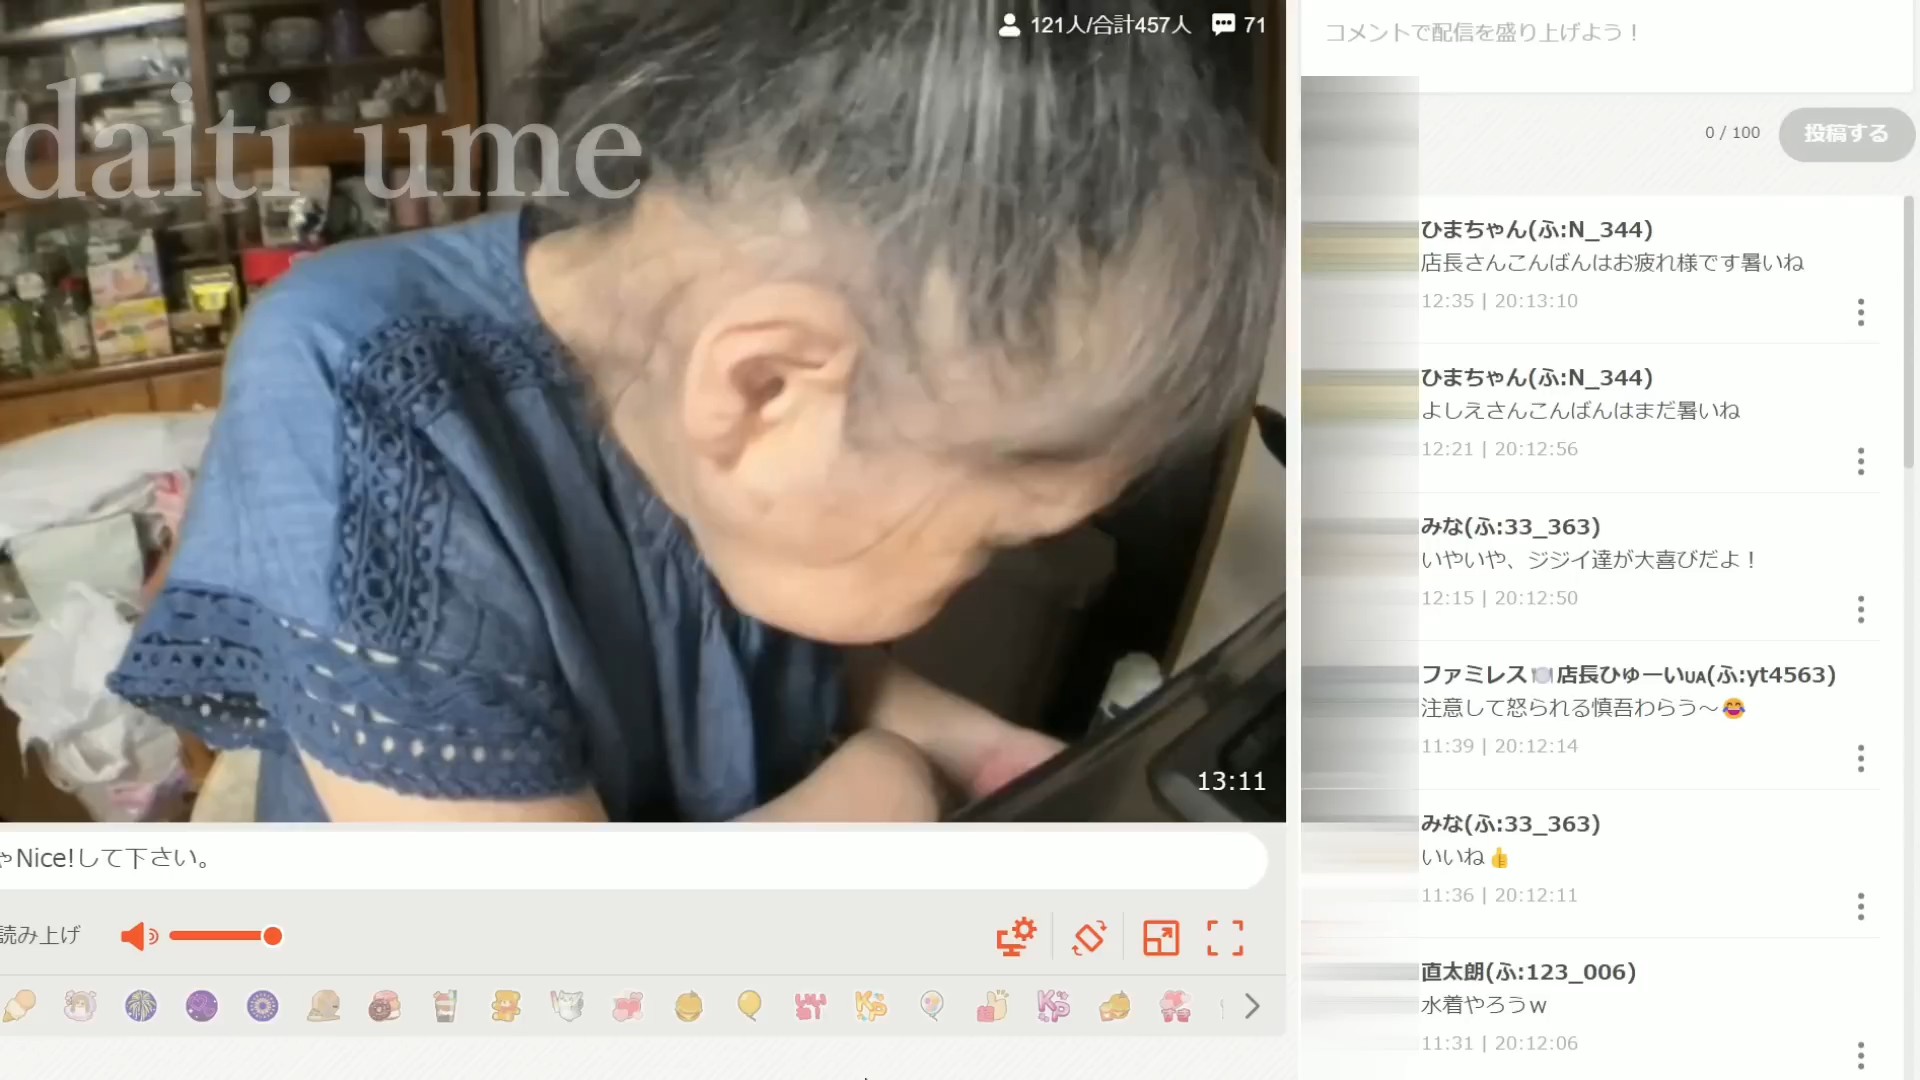 121人/合計457人 71
daiti ume
13:11
Nice!して下さい。
読み上げ
コメントで配信を盛り上げよう！
0 / 100 投稿する
ひまちゃん(ふ:N_344)
店長さんこんばんはお疲れ様です暑いね
12:35 | 20:13:10
ひまちゃん(ふ:N_344)
よしえさんこんばんはまだ暑いね
12:21 | 20:12:56
みな(ふ:33_363)
いやいや、ジジイ達が大喜びだよ！
12:15 | 20:12:50
ファミレス🍽店長ひゅーいUA(ふ:yt4563)
注意して怒られる慎吾わらう～😂
11:39 | 20:12:14
みな(ふ:33_363)
いいね👍
11:36 | 20:12:11
直太朗(ふ:123_006)
水着やろうw
11:31 | 20:12:06